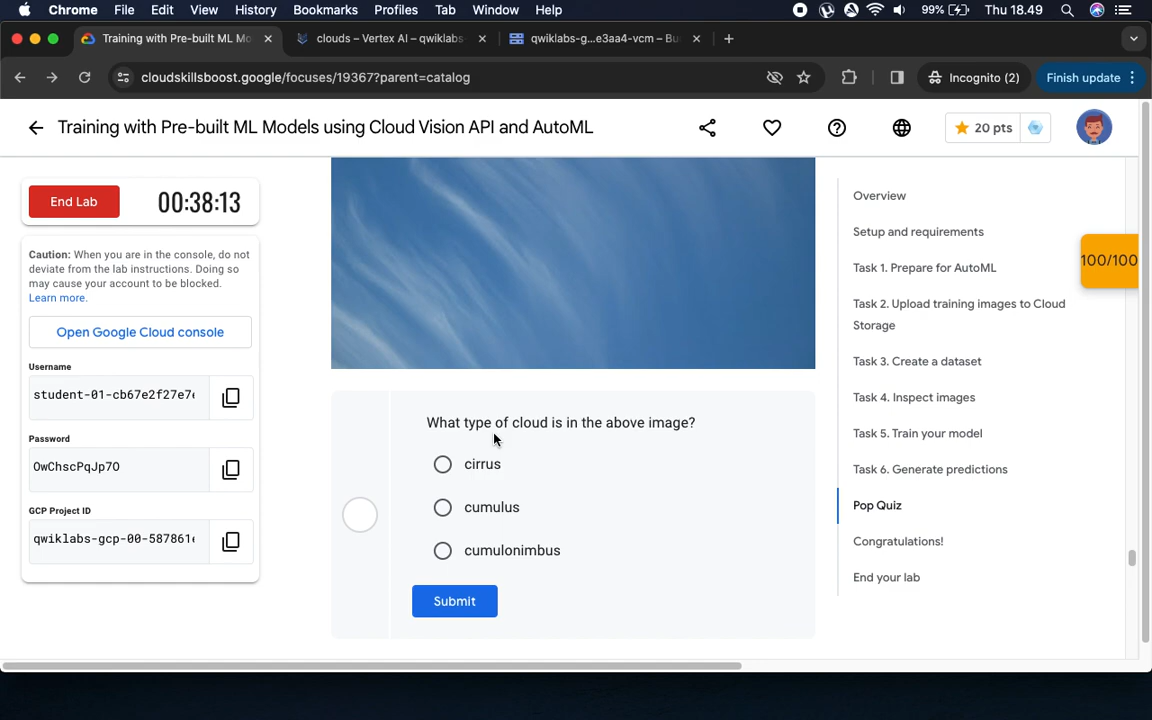 Chrome File Edit View History Bookmarks Profiles Tab Window Help 99% Thu 18.49
Training with Pre-built ML Mo
clouds – Vertex AI – qwiklabs-
qwiklabs-g...e3aa4-vcm – Bu
cloudskillsboost.google/focuses/19367?parent=catalog
Incognito (2)
Finish update
Training with Pre-built ML Models using Cloud Vision API and AutoML
20 pts
End Lab
00:38:13
Caution: When you are in the console, do not
deviate from the lab instructions. Doing so
may cause your account to be blocked.
Learn more.
Open Google Cloud console
Username
student-01-cb67e2f27e7
Password
OwChscPqJp7O
GCP Project ID
qwiklabs-gcp-00-587861
What type of cloud is in the above image?
cirrus
cumulus
cumulonimbus
Submit
Overview
Setup and requirements
Task 1. Prepare for AutoML
Task 2. Upload training images to Cloud
Storage
Task 3. Create a dataset
Task 4. Inspect images
Task 5. Train your model
Task 6. Generate predictions
Pop Quiz
Congratulations!
End your lab
100/100